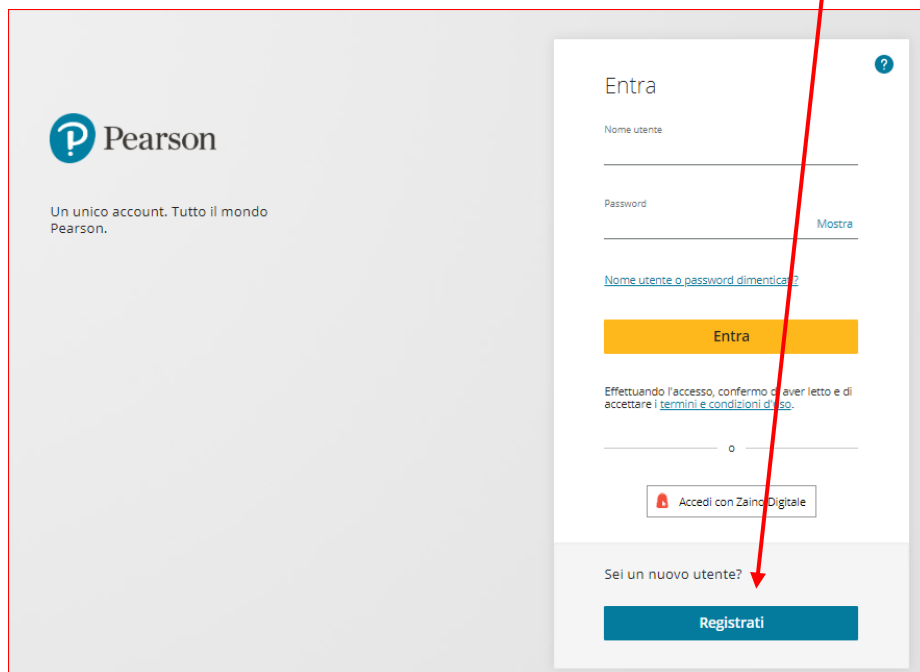 Pearson
Un unico account. Tutto il mondo
Pearson.
?
Entra
Nome utente
Password
Mostra
Nome utente o password dimenticati?
Entra
Effettuando l'accesso, confermo di aver letto e di
accettare i termini e condizioni d'uso.
o
Accedi con Zaino Digitale
Sei un nuovo utente?
Registrati